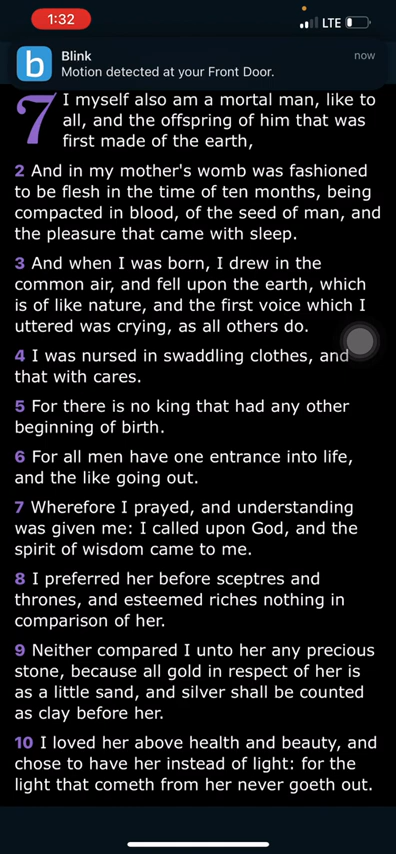 1:32
LTE
Blink
now
Motion detected at your Front Door.
7 I myself also am a mortal man, like to
all, and the offspring of him that was
first made of the earth,
2 And in my mother's womb was fashioned
to be flesh in the time of ten months, being
compacted in blood, of the seed of man, and
the pleasure that came with sleep.
3 And when I was born, I drew in the
common air, and fell upon the earth, which
is of like nature, and the first voice which I
uttered was crying, as all others do.
4 I was nursed in swaddling clothes, and
that with cares.
5 For there is no king that had any other
beginning of birth.
6 For all men have one entrance into life,
and the like going out.
7 Wherefore I prayed, and understanding
was given me: I called upon God, and the
spirit of wisdom came to me.
8 I preferred her before sceptres and
thrones, and esteemed riches nothing in
comparison of her.
9 Neither compared I unto her any precious
stone, because all gold in respect of her is
as a little sand, and silver shall be counted
as clay before her.
10 I loved her above health and beauty, and
chose to have her instead of light: for the
light that cometh from her never goeth out.